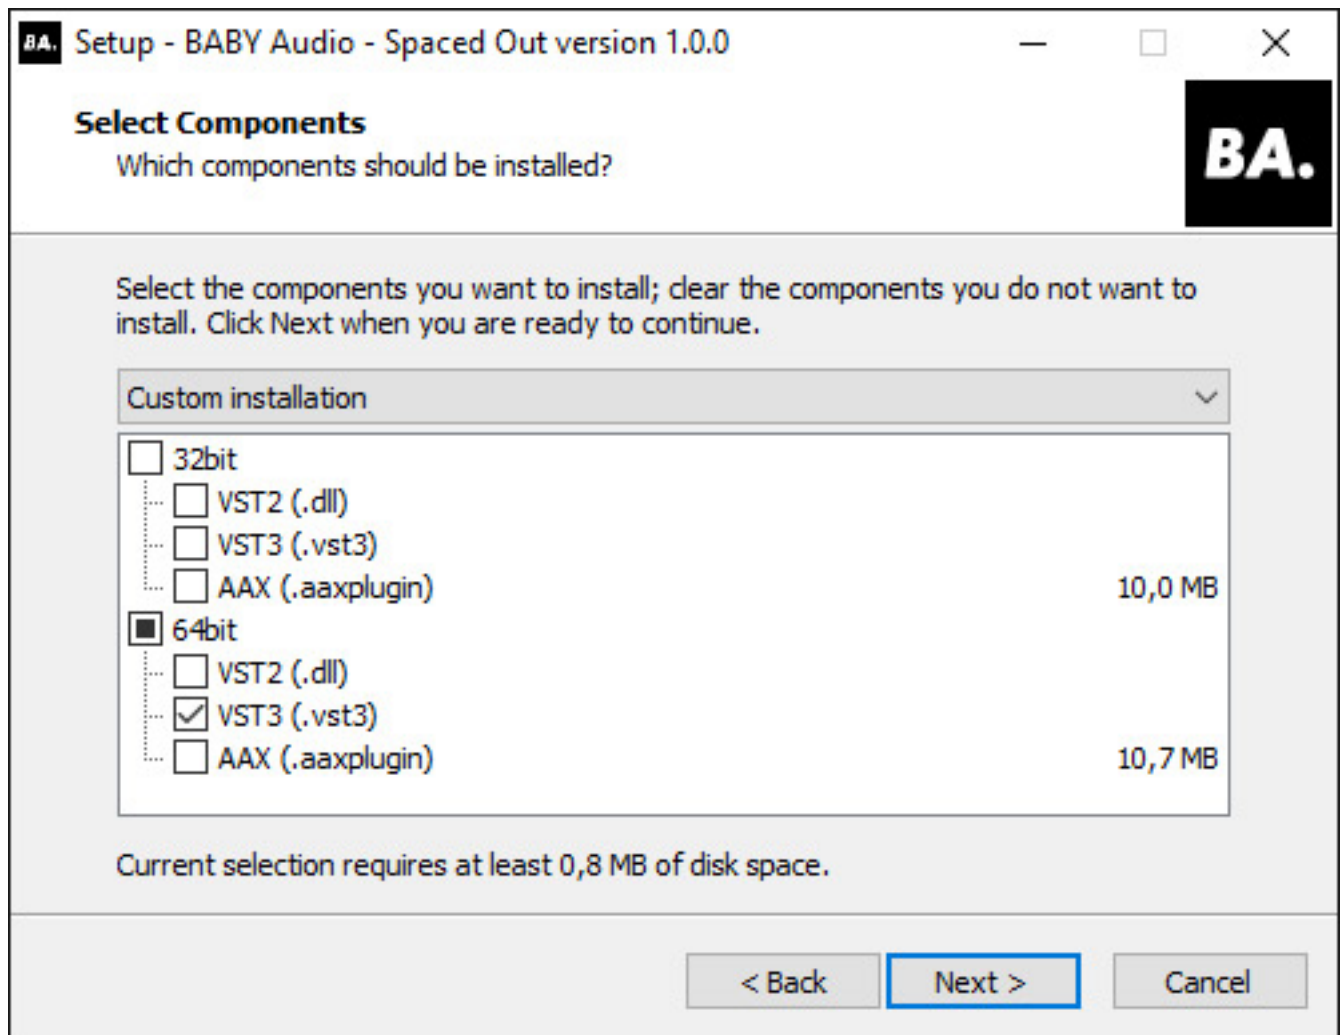 BA. Setup - BABY Audio - Spaced Out version 1.0.0
Select Components
Which components should be installed?
BA.
Select the components you want to install; clear the components you do not want to
install. Click Next when you are ready to continue.
Custom installation
32bit
VST2 (.dll)
VST3 (.vst3)
AAX (.aaxplugin) 10,0 MB
64bit
VST2 (.dll)
VST3 (.vst3)
AAX (.aaxplugin) 10,7 MB
Current selection requires at least 0,8 MB of disk space.
< Back Next > Cancel